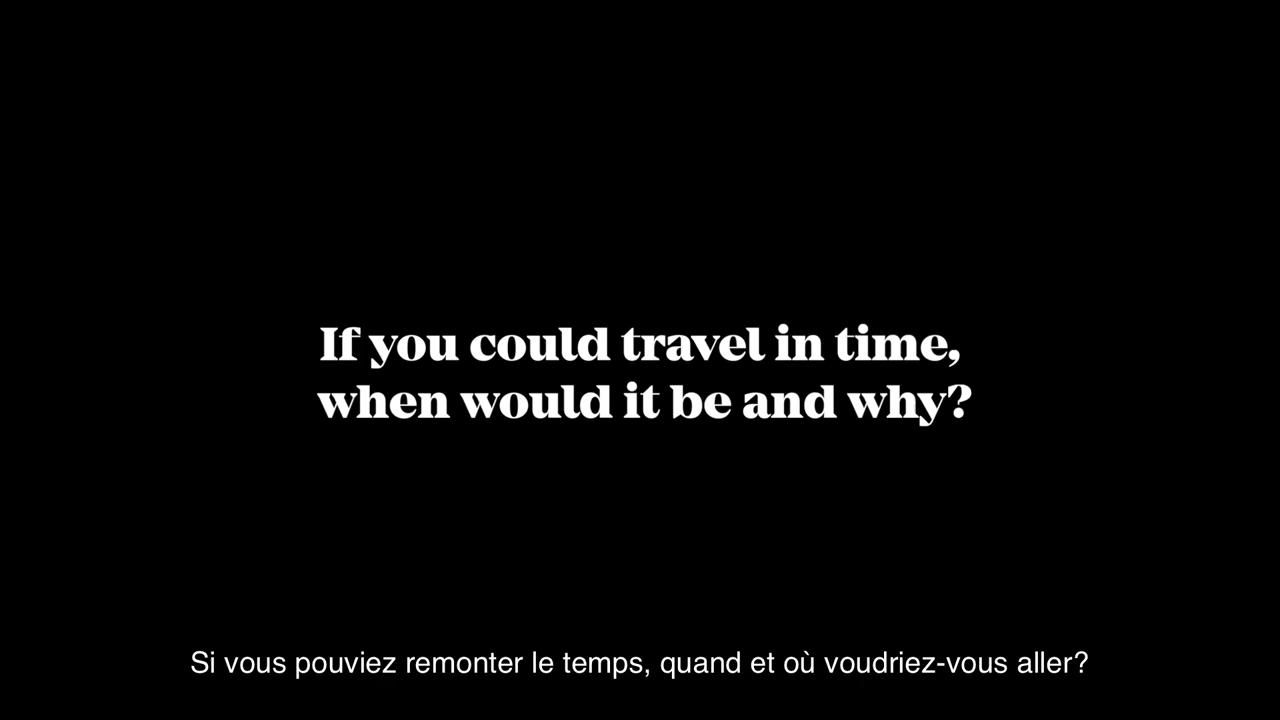 If you could travel in time,
when would it be and why?
Si vous pouviez remonter le temps, quand et où voudriez-vous aller?